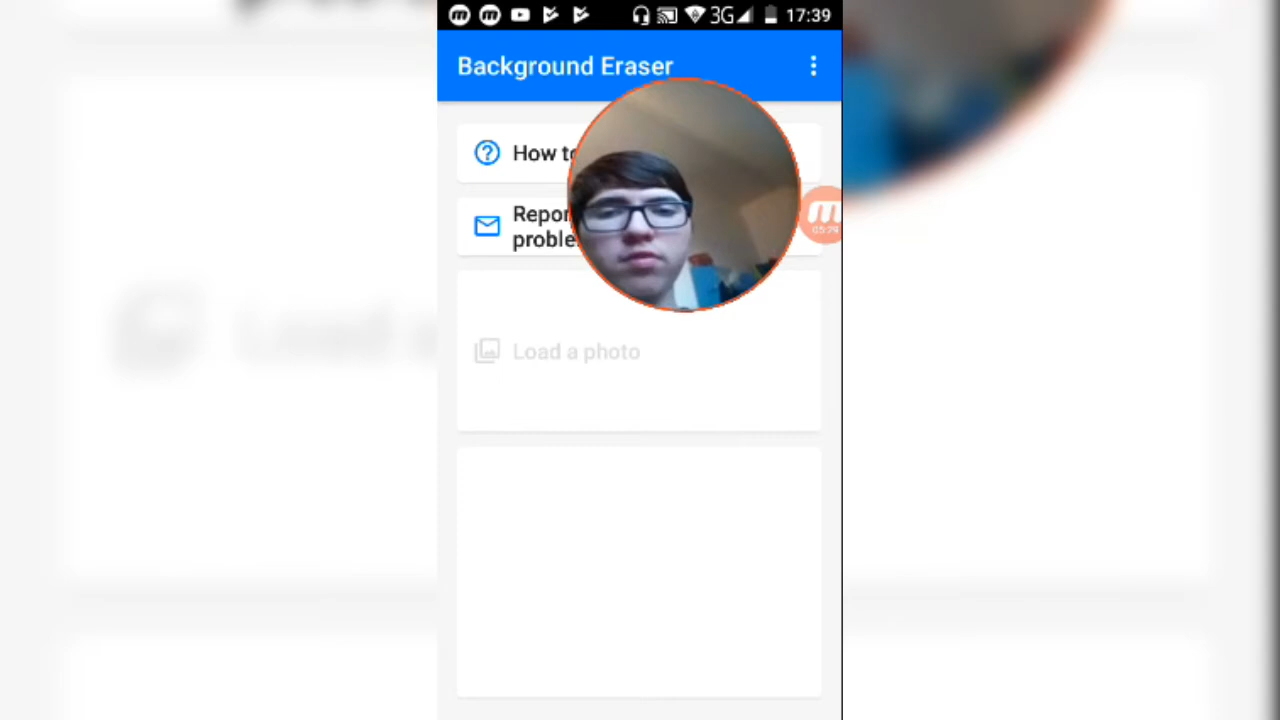 3G 17:39
Background Eraser
How to
Repor
proble
Load a photo